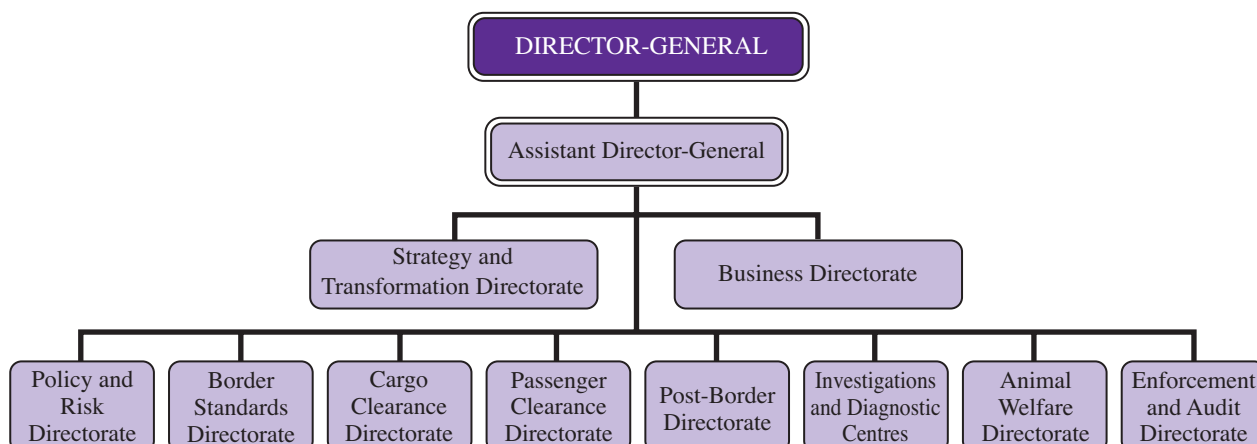 DIRECTOR-GENERAL
Assistant Director-General
Strategy and
Transformation Directorate
Business Directorate
Policy and
Risk
Directorate
Border
Standards
Directorate
Cargo
Clearance
Directorate
Passenger
Clearance
Directorate
Post-Border
Directorate
Investigations
and Diagnostic
Centres
Animal
Welfare
Directorate
Enforcement
and Audit
Directorate